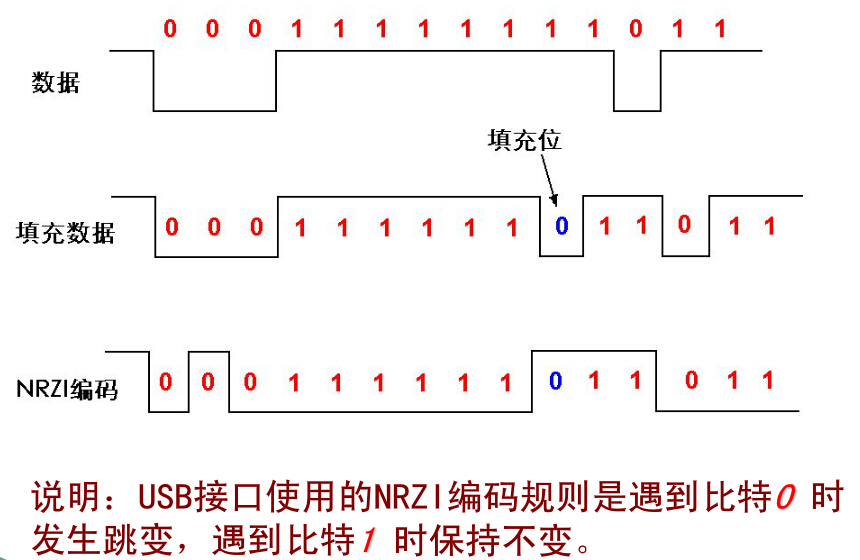 0 0 0 1 1 1 1 1 1 1 1 0 1 1
数据
填充位
填充数据 0 0 0 1 1 1 1 1 1 0 1 1 0 1 1
NRZI编码 0 0 0 1 1 1 1 1 1 0 1 1 0 1 1
说明：USB接口使用的NRZI编码规则是遇到比特0 时
发生跳变，遇到比特1 时保持不变。